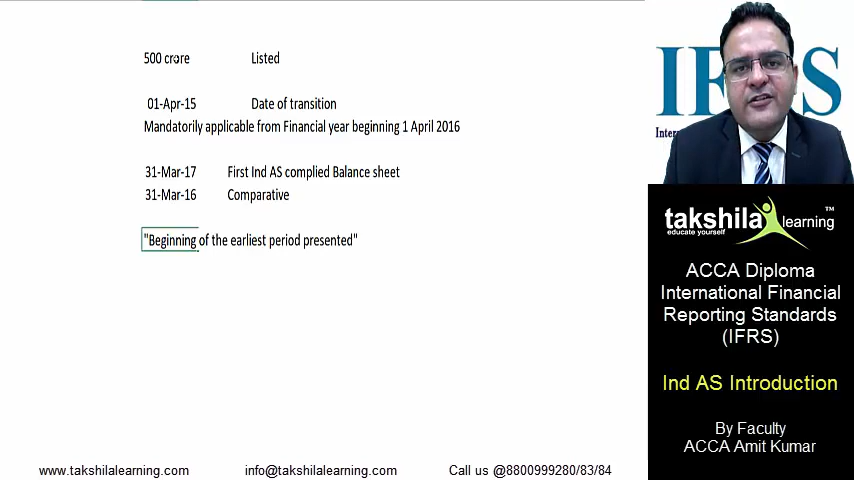 500 crore Listed
01-Apr-15 Date of transition
Mandatorily applicable from Financial year beginning 1 April 2016
31-Mar-17 First Ind AS complied Balance sheet
31-Mar-16 Comparative
"Beginning of the earliest period presented"
IFRS
takshila learning ™
educate yourself
ACCA Diploma
International Financial
Reporting Standards
(IFRS)
Ind AS Introduction
By Faculty
ACCA Amit Kumar
www.takshilalearning.com info@takshilalearning.com Call us @8800999280/83/84